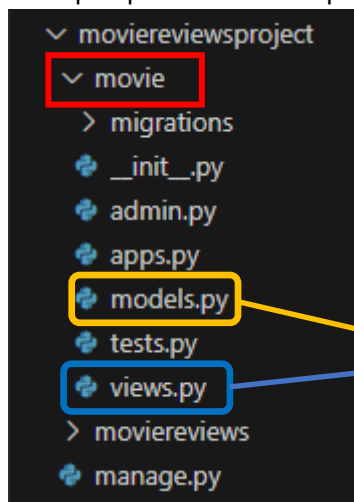 moviereviewsproject
movie
migrations
__init__.py
admin.py
apps.py
models.py
tests.py
views.py
moviereviews
manage.py